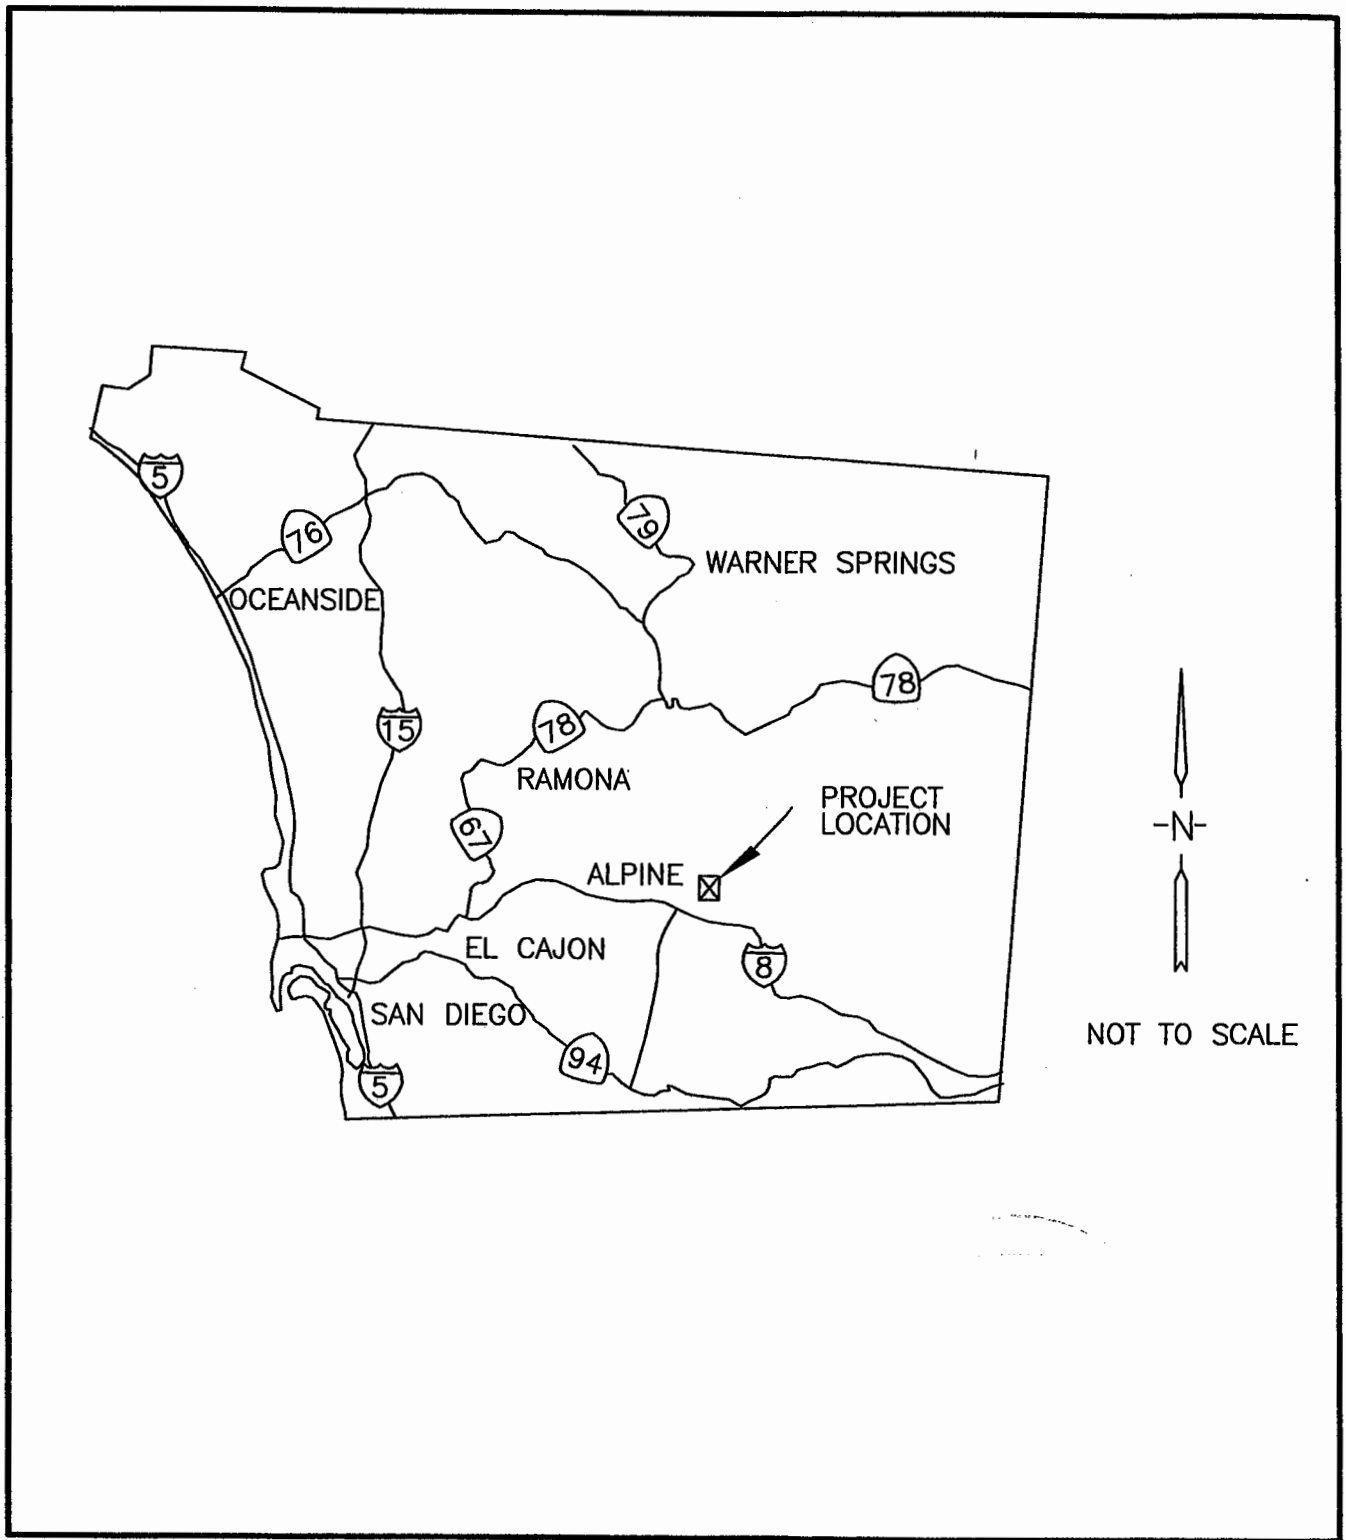 5
76
OCEANSIDE
79
WARNER SPRINGS
78
15
78
RAMONA
67
PROJECT
LOCATION
-N-
ALPINE
EL CAJON
8
SAN DIEGO
NOT TO SCALE
94
5